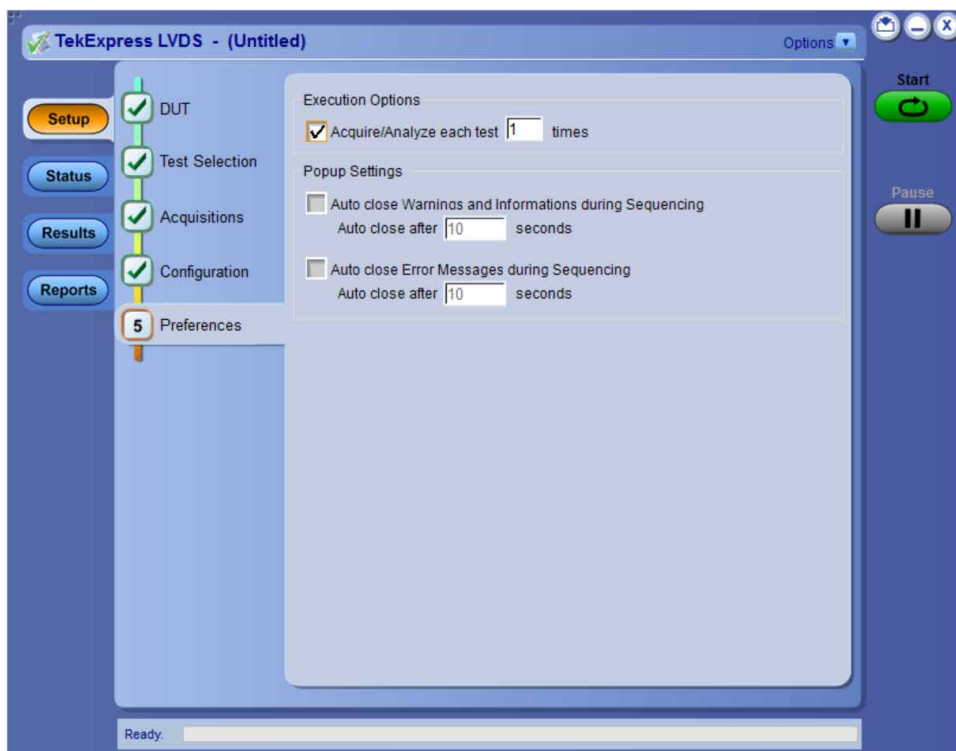 TekExpress LVDS - (Untitled)
Options
Start
Pause
Setup
Status
Results
Reports
DUT
Test Selection
Acquisitions
Configuration
5 Preferences
Execution Options
Acquire/Analyze each test 1 times
Popup Settings
Auto close Warnings and Informations during Sequencing
Auto close after 10 seconds
Auto close Error Messages during Sequencing
Auto close after 10 seconds
Ready.